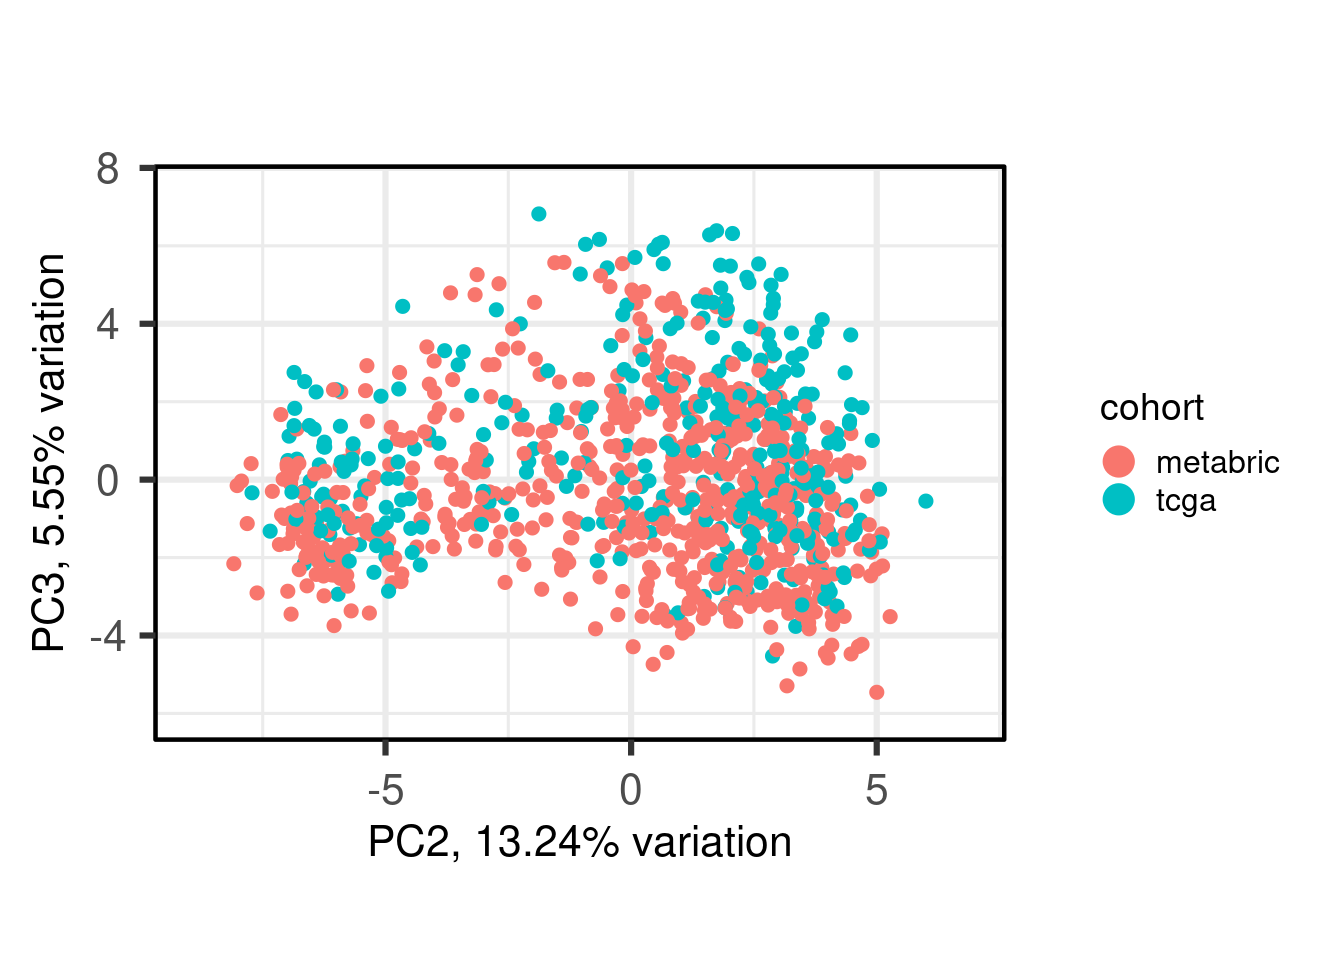 8
4
0
-4
PC3, 5.55% variation
-5 0 5
PC2, 13.24% variation
cohort
metabric
tcga